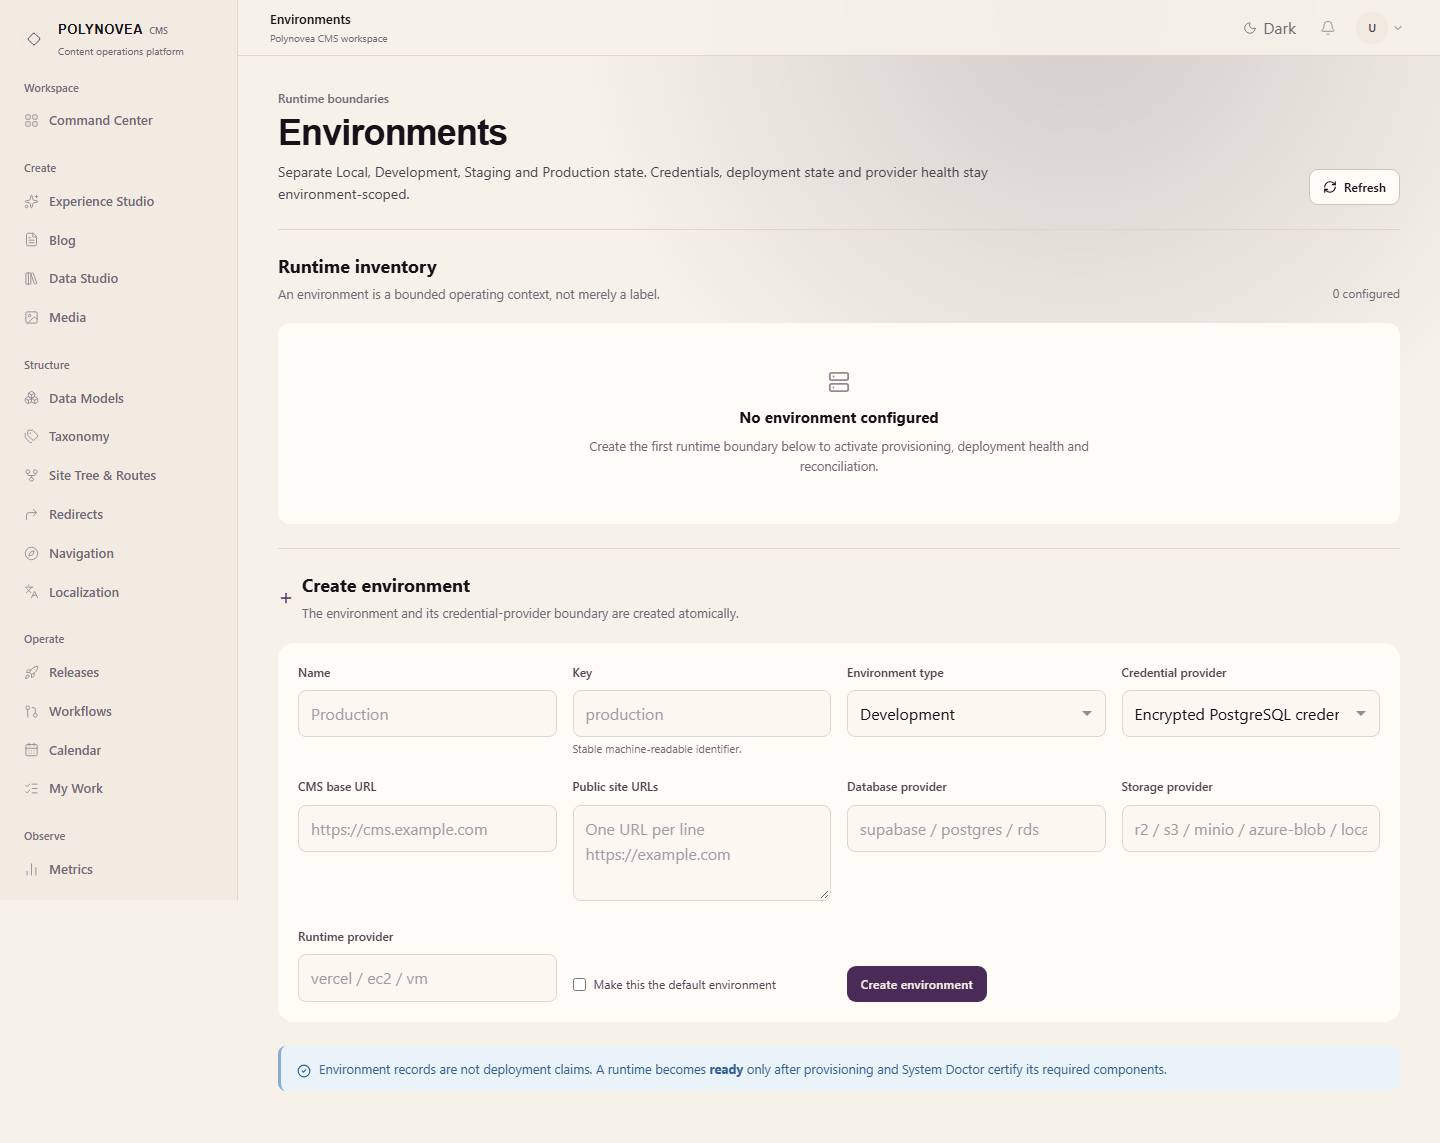 POLYNOVEA CMS
Content operations platform
Workspace
Command Center
Create
Experience Studio
Blog
Data Studio
Media
Structure
Data Models
Taxonomy
Site Tree & Routes
Redirects
Navigation
Localization
Operate
Releases
Workflows
Calendar
My Work
Observe
Metrics
Environments
Polynovea CMS workspace
Dark
U
Runtime boundaries
Environments
Separate Local, Development, Staging and Production state. Credentials, deployment state and provider health stay
environment-scoped.
Refresh
Runtime inventory
An environment is a bounded operating context, not merely a label.
0 configured
No environment configured
Create the first runtime boundary below to activate provisioning, deployment health and
reconciliation.
Create environment
The environment and its credential-provider boundary are created atomically.
Name
Production
Key
production
Stable machine-readable identifier.
Environment type
Development
Credential provider
Encrypted PostgreSQL creder
CMS base URL
https://cms.example.com
Public site URLs
One URL per line
https://example.com
Database provider
supabase / postgres / rds
Storage provider
r2 / s3 / minio / azure-blob / loca
Runtime provider
vercel / ec2 / vm
Make this the default environment
Create environment
Environment records are not deployment claims. A runtime becomes ready only after provisioning and System Doctor certify its required components.